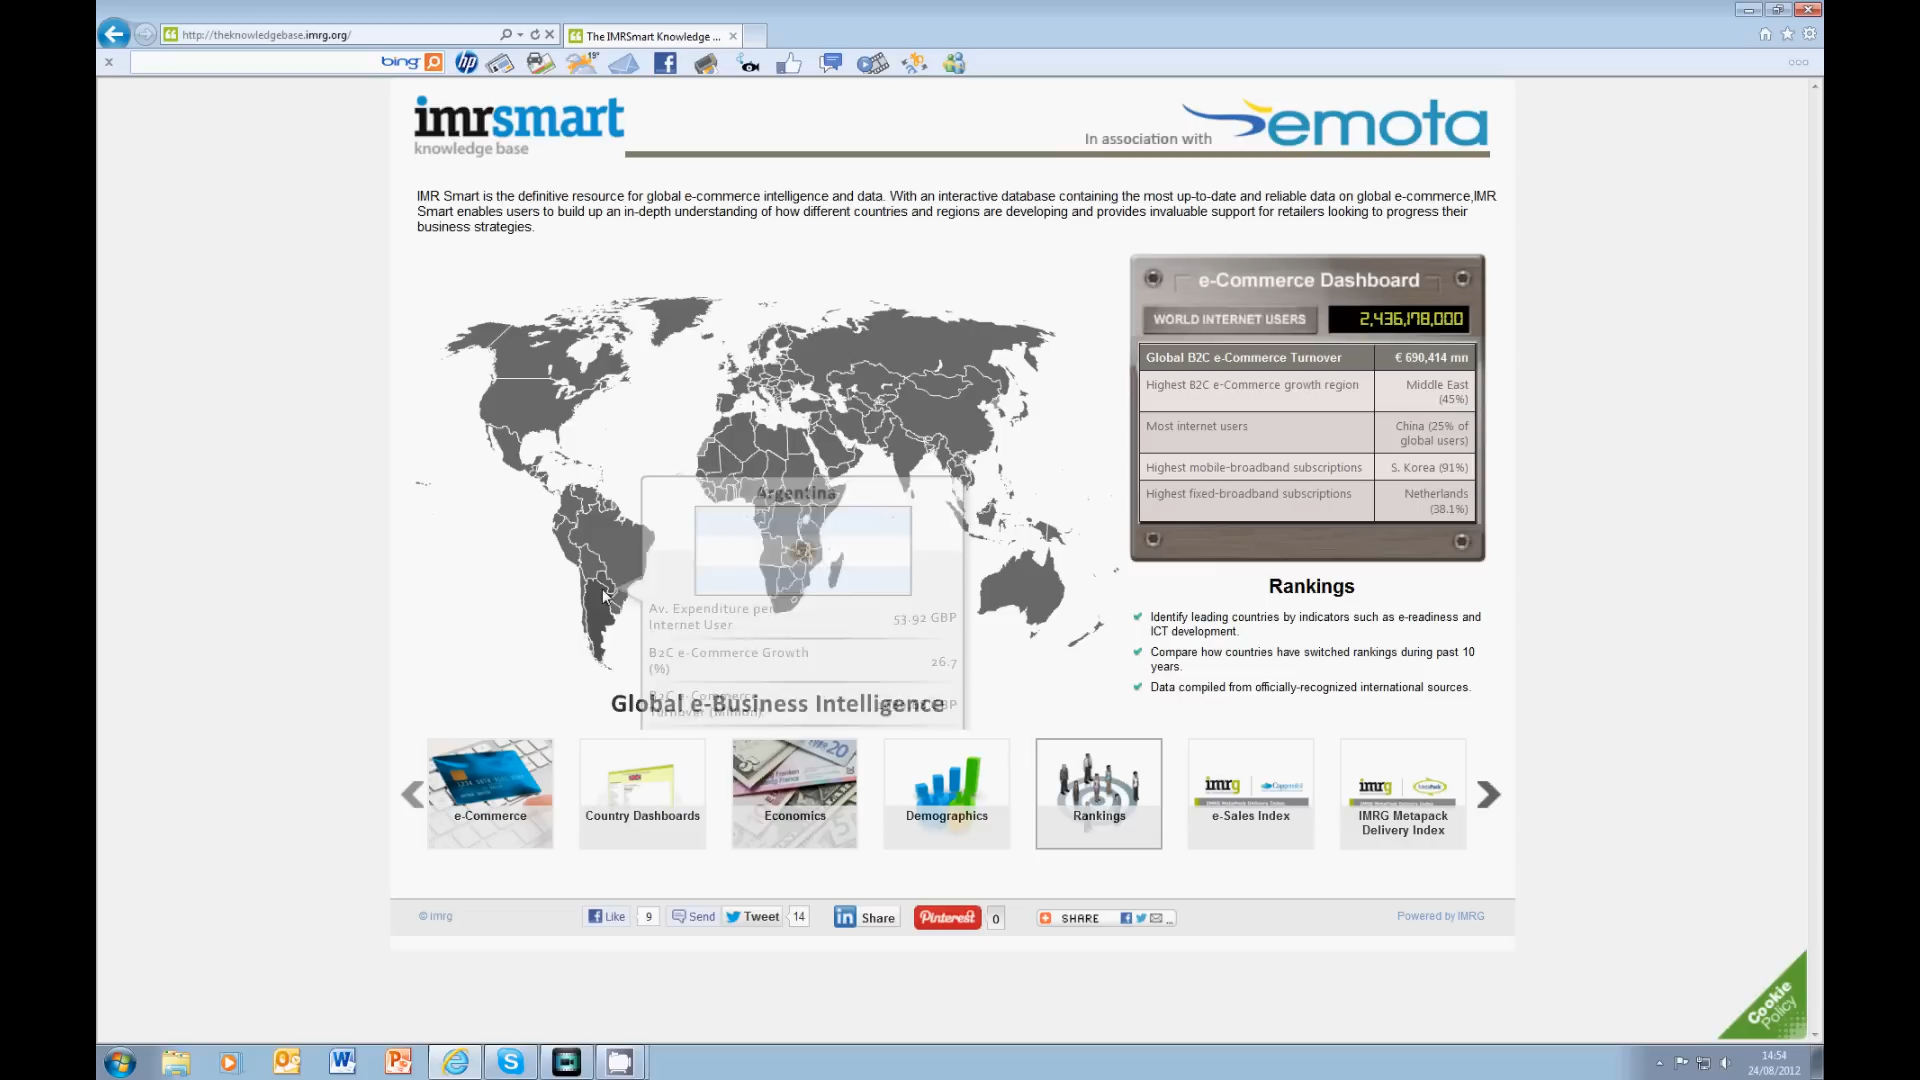 http://theknowledgebase.imrg.org/
The IMRSmart Knowledge ...
bing
hp
19°
imrsmart
knowledge base
In association with
emota
IMR Smart is the definitive resource for global e-commerce intelligence and data. With an interactive database containing the most up-to-date and reliable data on global e-commerce,IMR
Smart enables users to build up an in-depth understanding of how different countries and regions are developing and provides invaluable support for retailers looking to progress their
business strategies.
e-Commerce Dashboard
WORLD INTERNET USERS
2,436,178,000
Global B2C e-Commerce Turnover
€ 690,414 mn
Highest B2C e-Commerce growth region
Middle East
(45%)
Most internet users
China (25% of
global users)
Highest mobile-broadband subscriptions
S. Korea (91%)
Highest fixed-broadband subscriptions
Netherlands
(38.1%)
Argentina
Av. Expenditure per
Internet User
53.92 GBP
B2C e-Commerce Growth
(%)
26.7
B2C e-Commerce
Turnover (Million)
GBP
Global e-Business Intelligence
Rankings
Identify leading countries by indicators such as e-readiness and
ICT development.
Compare how countries have switched rankings during past 10
years.
Data compiled from officially-recognized international sources.
e-Commerce
Country Dashboards
Economics
Demographics
Rankings
imrg
e-Sales Index
imrg
IMRG Metapack
Delivery Index
© imrg
Like
9
Send
Tweet
14
in Share
Pinterest
0
SHARE
Powered by IMRG
Cookie
Policy
14:54
24/08/2012